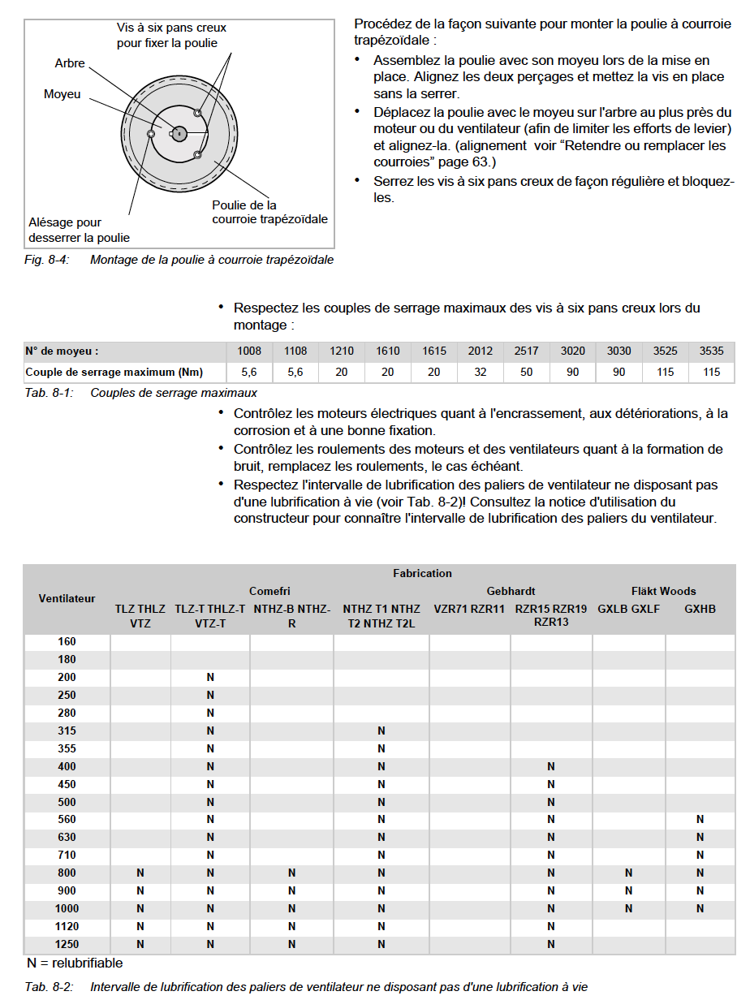 Vis à six pans creux
pour fixer la poulie
Arbre
Moyeu
Poulie de la
courroie trapézoïdale
Alésage pour
desserrer la poulie
Fig. 8-4: Montage de la poulie à courroie trapézoïdale
Procédez de la façon suivante pour monter la poulie à courroie
trapézoïdale :
• Assemblez la poulie avec son moyeu lors de la mise en
place. Alignez les deux perçages et mettez la vis en place
sans la serrer.
• Déplacez la poulie avec le moyeu sur l'arbre au plus près du
moteur ou du ventilateur (afin de limiter les efforts de levier)
et alignez-la. (alignement voir “Retendre ou remplacer les
courroies” page 63.)
• Serrez les vis à six pans creux de façon régulière et bloquez-
les.
• Respectez les couples de serrage maximaux des vis à six pans creux lors du
montage :
N° de moyeu : 1008 1108 1210 1610 1615 2012 2517 3020 3030 3525 3535
Couple de serrage maximum (Nm) 5,6 5,6 20 20 20 32 50 90 90 115 115
Tab. 8-1: Couples de serrage maximaux
• Contrôlez les moteurs électriques quant à l'encrassement, aux détériorations, à la
corrosion et à une bonne fixation.
• Contrôlez les roulements des moteurs et des ventilateurs quant à la formation de
bruit, remplacez les roulements, le cas échéant.
• Respectez l'intervalle de lubrification des paliers de ventilateur ne disposant pas
d'une lubrification à vie (voir Tab. 8-2)! Consultez la notice d'utilisation du
constructeur pour connaître l'intervalle de lubrification des paliers du ventilateur.
Fabrication
Ventilateur
Comefri Gebhardt Fläkt Woods
TLZ THLZ TLZ-T THLZ-T NTHZ-B NTHZ- NTHZ T1 NTHZ VZR71 RZR11 RZR15 RZR19 GXLB GXLF GXHB
VTZ VTZ-T R T2 NTHZ T2L RZR13
160
180
200 N
250 N
280 N
315 N N
355 N N
400 N N N
450 N N N
500 N N N
560 N N N N
630 N N N N
710 N N N N
800 N N N N N N N
900 N N N N N N N
1000 N N N N N N N
1120 N N N N N
1250 N N N N N
N = relubrifiable
Tab. 8-2: Intervalle de lubrification des paliers de ventilateur ne disposant pas d'une lubrification à vie